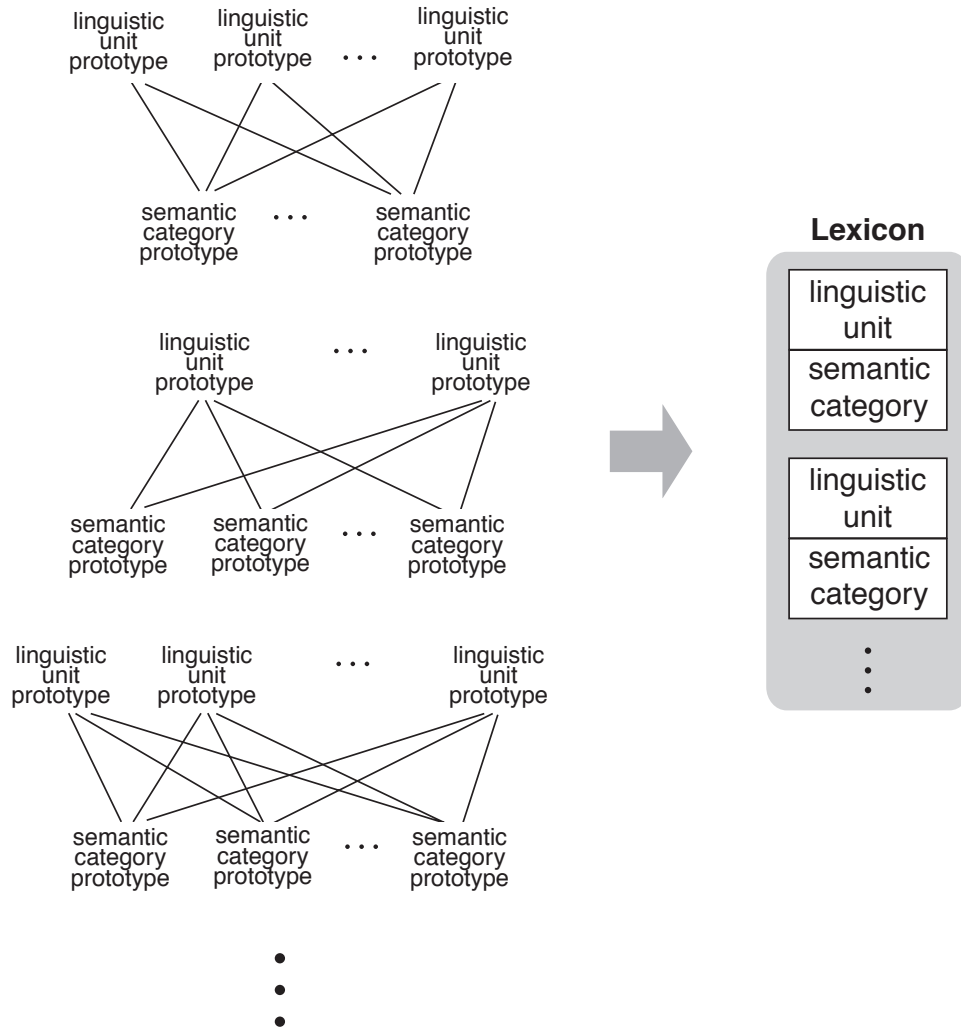 linguistic
unit
prototype
linguistic
unit
prototype
...
linguistic
unit
prototype
semantic
category
prototype
...
semantic
category
prototype
linguistic
unit
prototype
...
linguistic
unit
prototype
semantic
category
prototype
semantic
category
prototype
...
semantic
category
prototype
linguistic
unit
prototype
linguistic
unit
prototype
...
linguistic
unit
prototype
semantic
category
prototype
semantic
category
prototype
...
semantic
category
prototype
Lexicon
linguistic
unit
semantic
category
linguistic
unit
semantic
category